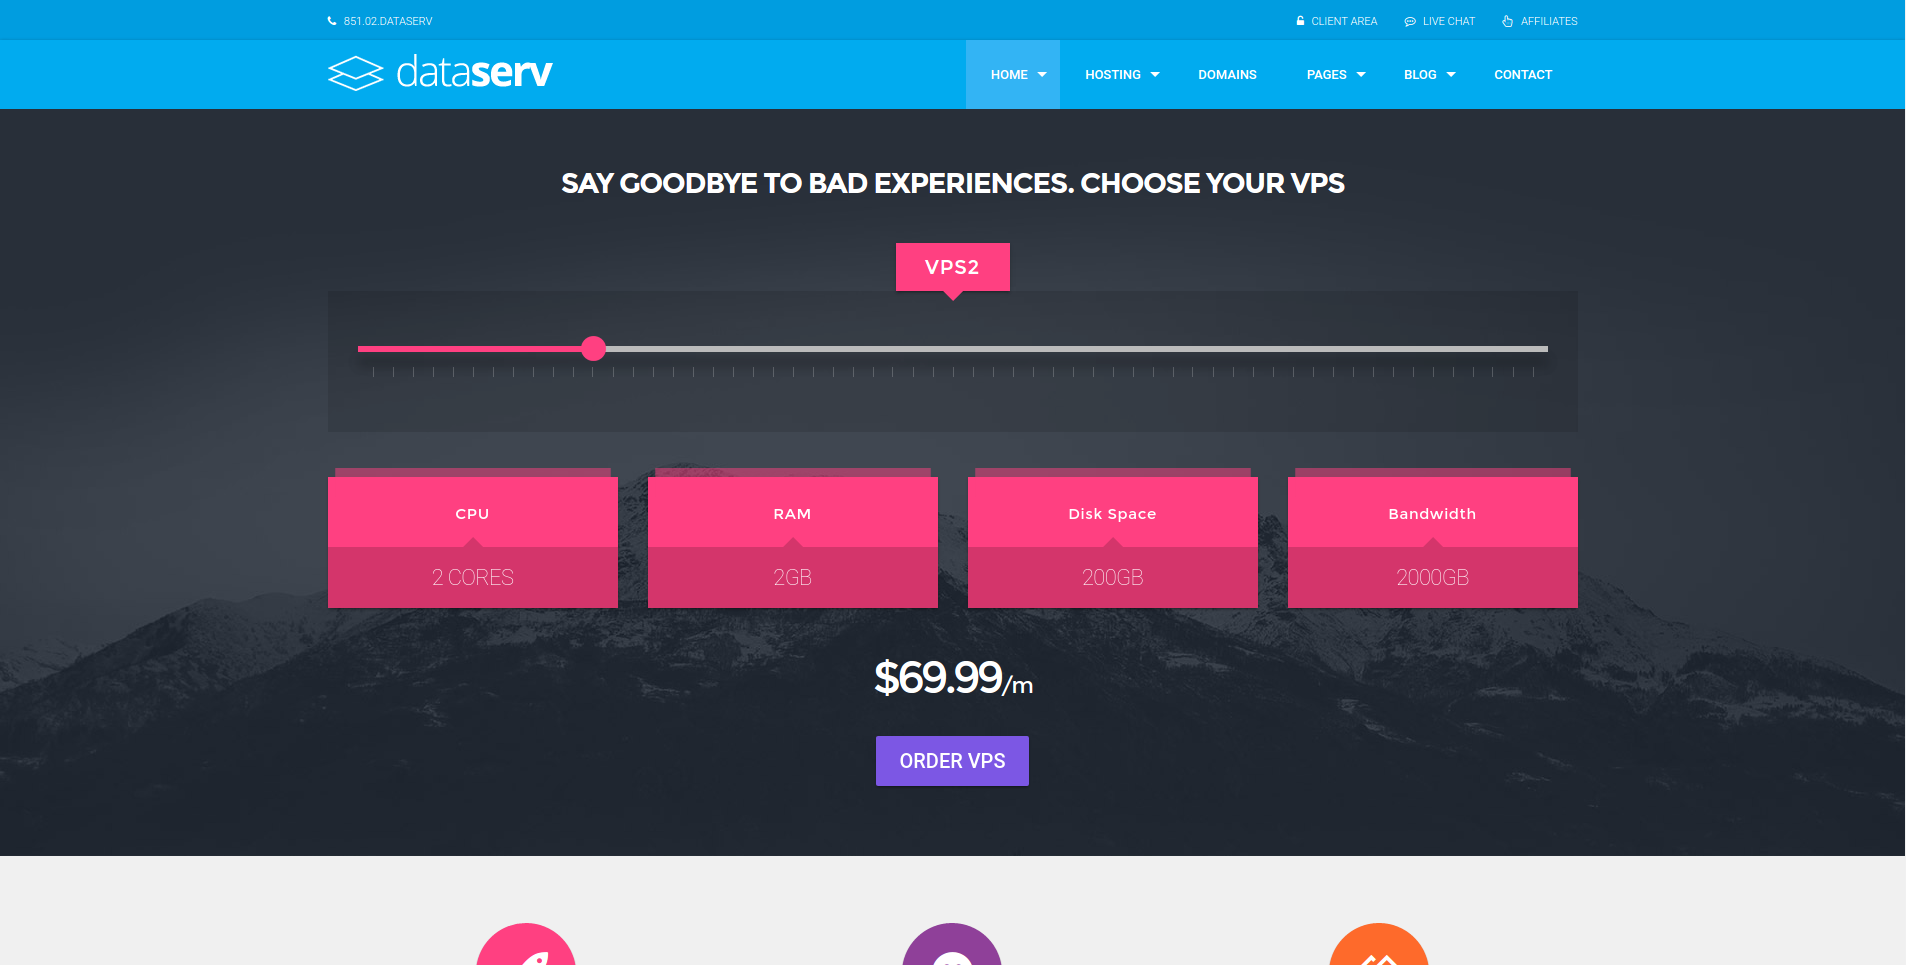 851.02.DATASERV
CLIENT AREA
LIVE CHAT
AFFILIATES
dataserv
HOME
HOSTING
DOMAINS
PAGES
BLOG
CONTACT
SAY GOODBYE TO BAD EXPERIENCES. CHOOSE YOUR VPS
VPS2
CPU
RAM
Disk Space
Bandwidth
2 CORES
2GB
200GB
2000GB
$69.99/m
ORDER VPS